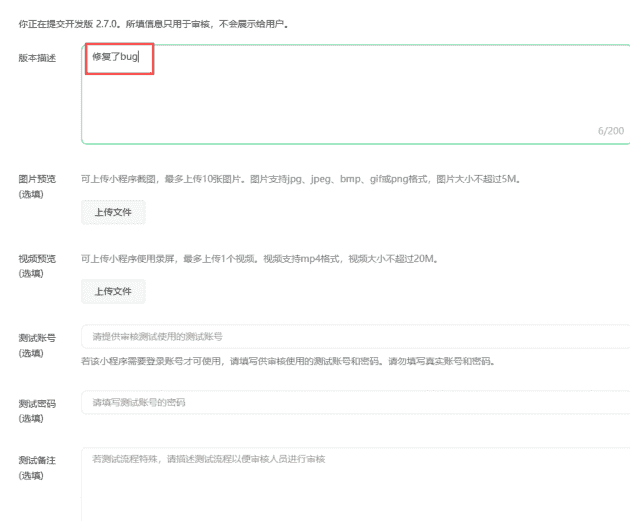 你正在提交开发版 2.7.0。所填信息只用于审核，不会展示给用户。
版本描述
修复了bug
6/200
图片预览
(选填)
可上传小程序截图，最多上传10张图片。图片支持jpg、jpeg、bmp、gif或png格式，图片大小不超过5M。
上传文件
视频预览
(选填)
可上传小程序使用录屏，最多上传1个视频。视频支持mp4格式，视频大小不超过20M。
上传文件
测试账号
(选填)
请提供审核测试使用的测试账号
若该小程序需要登录账号才可使用，请填写供审核使用的测试账号和密码。请勿填写真实账号和密码。
测试密码
(选填)
请填写测试账号的密码
测试备注
(选填)
若测试流程特殊，请描述测试流程以便审核人员进行审核